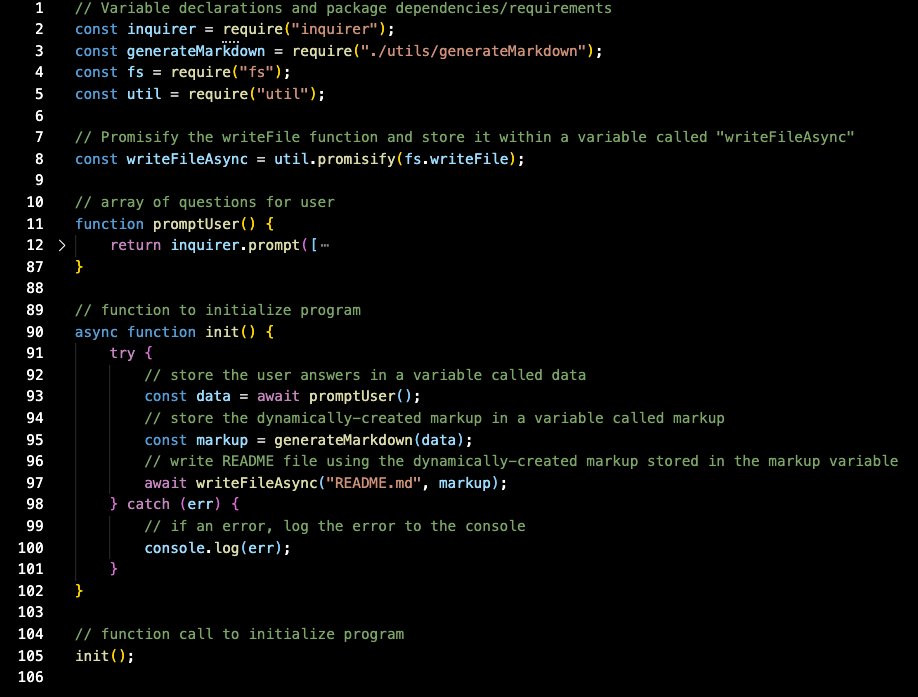 1 // Variable declarations and package dependencies/requirements
2 const inquirer = require("inquirer");
3 const generateMarkdown = require("./utils/generateMarkdown");
4 const fs = require("fs");
5 const util = require("util");
6
7 // Promisify the writeFile function and store it within a variable called "writeFileAsync"
8 const writeFileAsync = util.promisify(fs.writeFile);
9
10 // array of questions for user
11 function promptUser() {
12 > return inquirer.prompt([⋯
87 }
88
89 // function to initialize program
90 async function init() {
91 try {
92 // store the user answers in a variable called data
93 const data = await promptUser();
94 // store the dynamically-created markup in a variable called markup
95 const markup = generateMarkdown(data);
96 // write README file using the dynamically-created markup stored in the markup variable
97 await writeFileAsync("README.md", markup);
98 } catch (err) {
99 // if an error, log the error to the console
100 console.log(err);
101 }
102 }
103
104 // function call to initialize program
105 init();
106